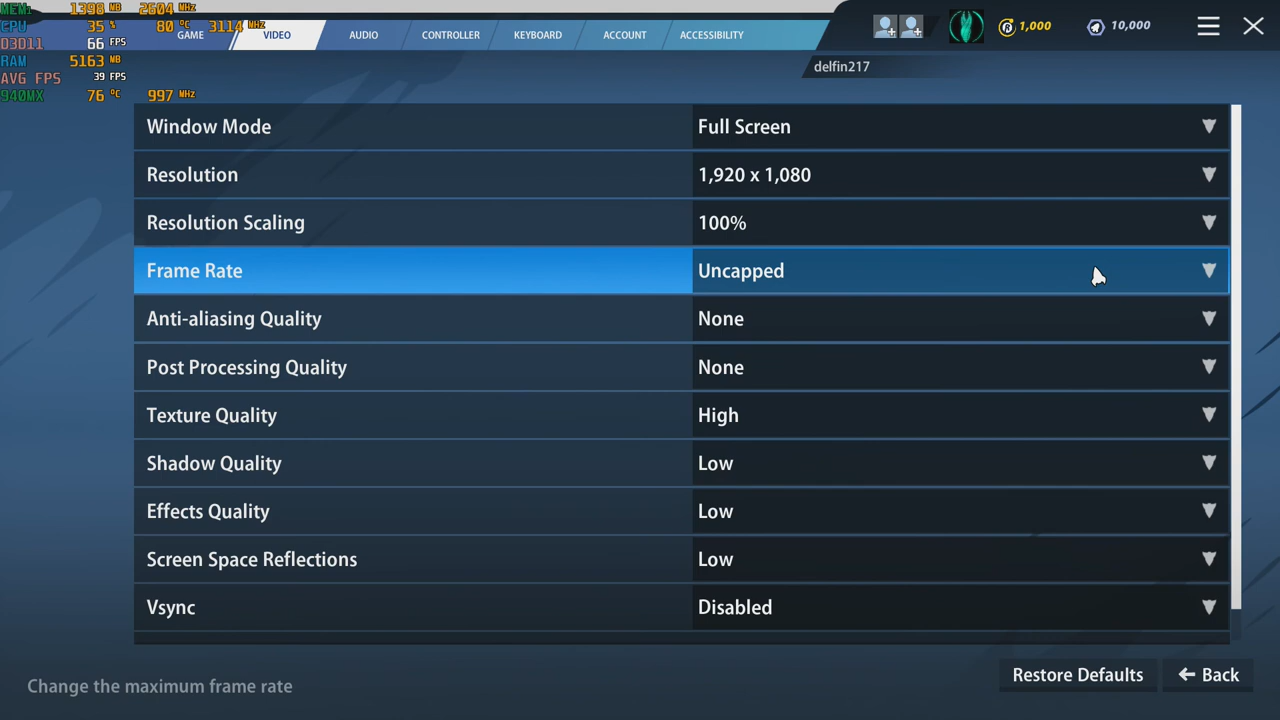 MEM1 1398 MB 2604 MHz
CPU 35 % 80 °C 3114 MHz
D3D11 66 FPS
RAM 5163 MB
AVG FPS 39 FPS
940MX 76 °C 997 MHz
GAME VIDEO AUDIO CONTROLLER KEYBOARD ACCOUNT ACCESSIBILITY
1,000 10,000
delfin217
Window Mode Full Screen
Resolution 1,920 x 1,080
Resolution Scaling 100%
Frame Rate Uncapped
Anti-aliasing Quality None
Post Processing Quality None
Texture Quality High
Shadow Quality Low
Effects Quality Low
Screen Space Reflections Low
Vsync Disabled
Restore Defaults Back
Change the maximum frame rate